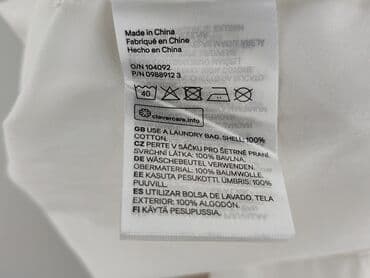 Made in China
Fabriqué en Chine
Hecho en China
O/N 104092
P/N 0988912 3
40
clevercare.info
GB USE A LAUNDRY BAG. SHELL: 100%
COTTON.
CZ PERTE V SÁČKU PRO ŠETRNÉ PRANÍ.
SVRCHNÍ LÁTKA: 100% BAVLNA.
DE WÄSCHEBEUTEL VERWENDEN.
OBERMATERIAL: 100% BAUMWOLLE.
EE KASUTA PESUKOTTI. ÜMBRIS: 100%
PUUVILL.
ES UTILIZAR BOLSA DE LAVADO. TELA
EXTERIOR: 100% ALGODÓN.
FI KÄYTÄ PESUPUSSIA.